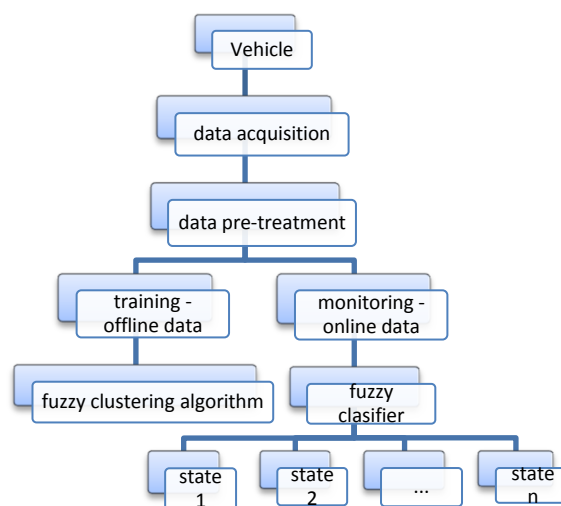 Vehicle
data acquisition
data pre-treatment
training -
offline data
monitoring -
online data
fuzzy clustering algorithm
fuzzy
clasifier
state
1
state
2
...
state
n